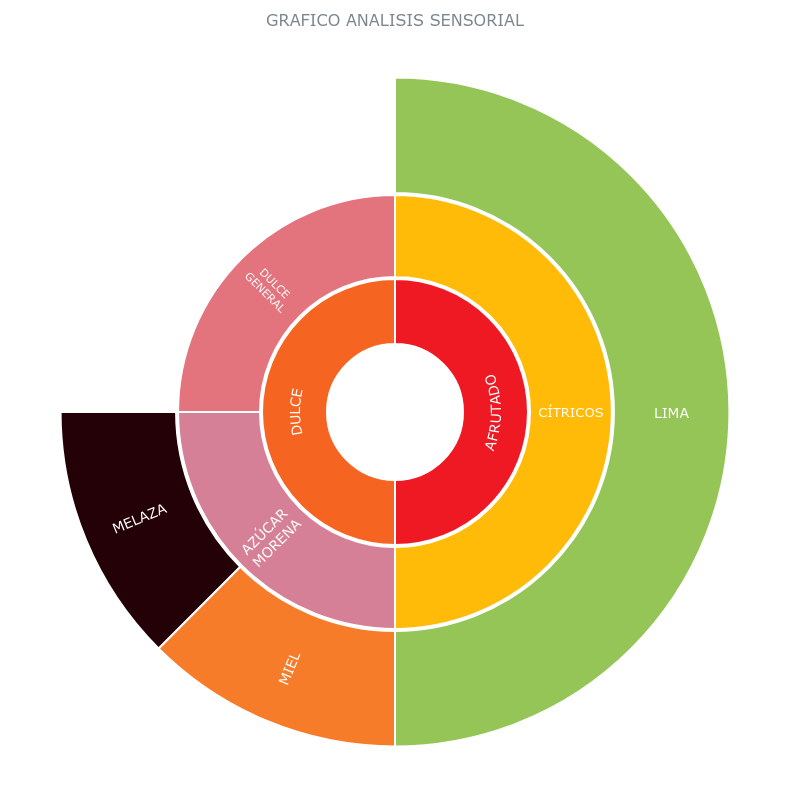 GRAFICO ANALISIS SENSORIAL
DULCE
GENERAL
DULCE
AFRUTADO
CÍTRICOS
LIMA
MELAZA
AZÚCAR
MORENA
MIEL